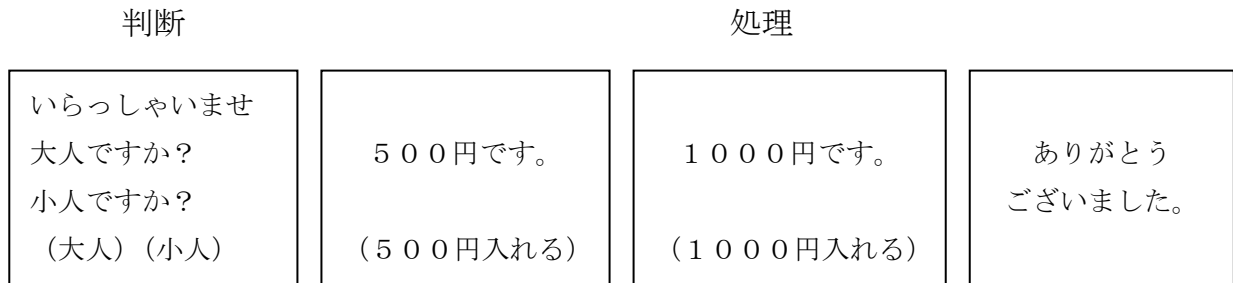 判断
処理
いらっしゃいませ
大人ですか？
小人ですか？
（大人）（小人）
５００円です。
（５００円入れる）
１０００円です。
（１０００円入れる）
ありがとう
ございました。